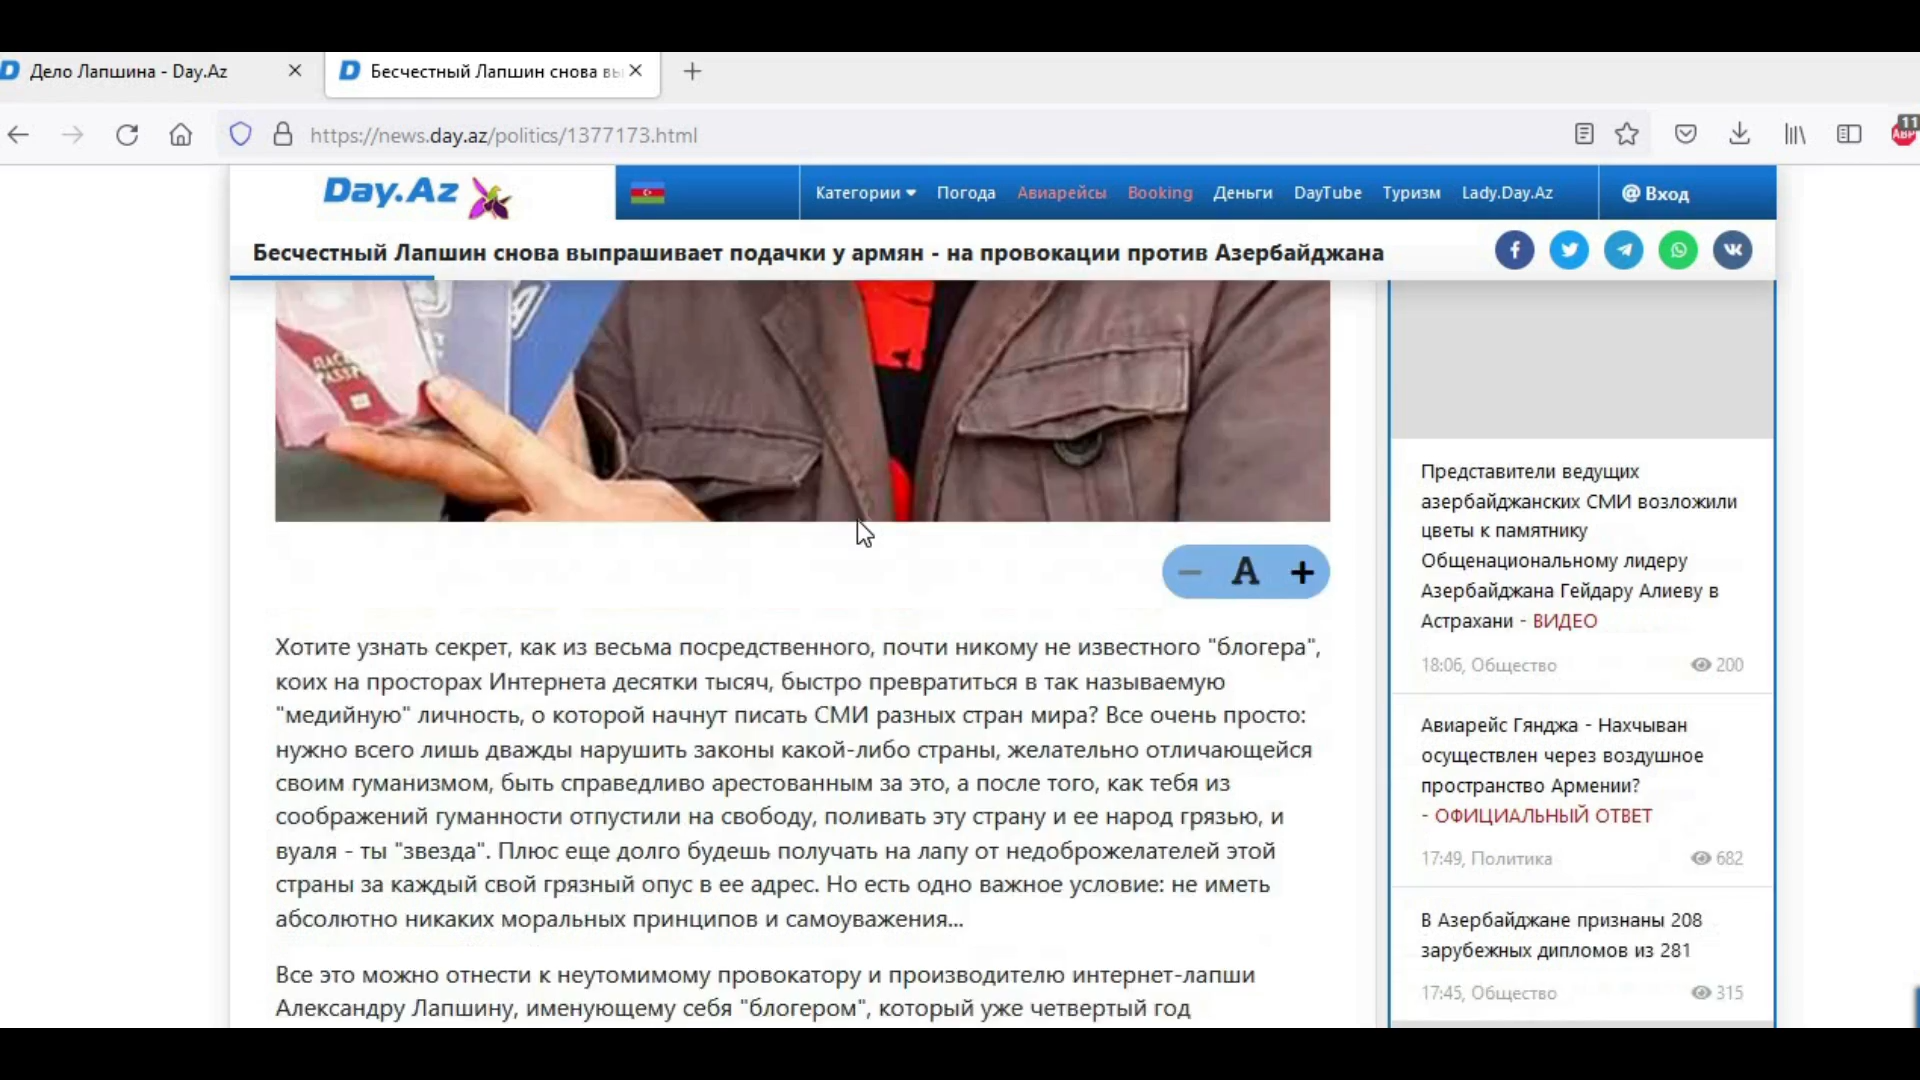 Дело Лапшина - Day.Az
Бесчестный Лапшин снова вы
https://news.day.az/politics/1377173.html
11
ABP
Day.Az
Категории
Погода
Авиарейсы
Booking
Деньги
DayTube
Туризм
Lady.Day.Az
@ Вход
Бесчестный Лапшин снова выпрашивает подачки у армян - на провокации против Азербайджана
- A +
Хотите узнать секрет, как из весьма посредственного, почти никому не известного "блогера",
коих на просторах Интернета десятки тысяч, быстро превратиться в так называемую
"медийную" личность, о которой начнут писать СМИ разных стран мира? Все очень просто:
нужно всего лишь дважды нарушить законы какой-либо страны, желательно отличающейся
своим гуманизмом, быть справедливо арестованным за это, а после того, как тебя из
соображений гуманности отпустили на свободу, поливать эту страну и ее народ грязью, и
вуаля - ты "звезда". Плюс еще долго будешь получать на лапу от недоброжелателей этой
страны за каждый свой грязный опус в ее адрес. Но есть одно важное условие: не иметь
абсолютно никаких моральных принципов и самоуважения...
Все это можно отнести к неутомимому провокатору и производителю интернет-лапши
Александру Лапшину, именующему себя "блогером", который уже четвертый год
Представители ведущих
азербайджанских СМИ возложили
цветы к памятнику
Общенациональному лидеру
Азербайджана Гейдару Алиеву в
Астрахани - ВИДЕО
18:06, Общество
200
Авиарейс Гянджа - Нахчыван
осуществлен через воздушное
пространство Армении?
- ОФИЦИАЛЬНЫЙ ОТВЕТ
17:49, Политика
682
В Азербайджане признаны 208
зарубежных дипломов из 281
17:45, Общество
315